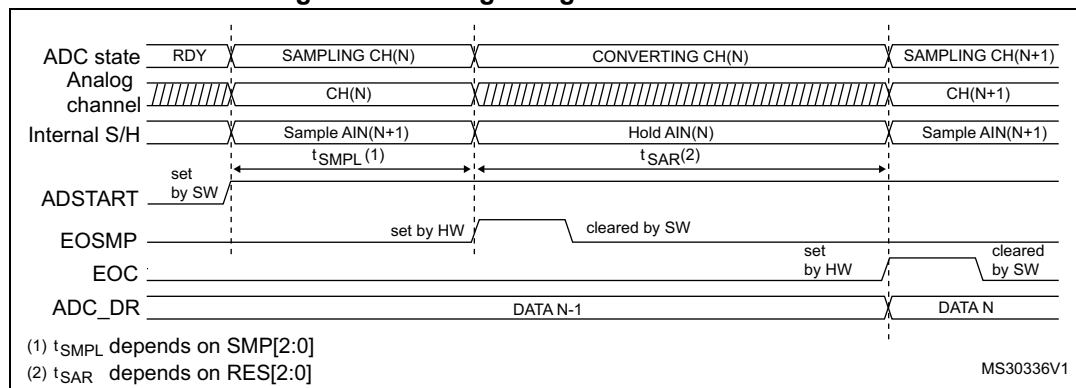 ADC state RDY SAMPLING CH(N) CONVERTING CH(N) SAMPLING CH(N+1)
Analog
channel CH(N) CH(N+1)
Internal S/H Sample AIN(N+1) Hold AIN(N) Sample AIN(N+1)
tSMPL(1) tSAR(2)
set
by SW
ADSTART
set by HW cleared by SW
EOSMP
set
by HW
cleared
by SW
EOC
ADC_DR DATA N-1 DATA N
(1) tSMPL depends on SMP[2:0]
(2) tSAR depends on RES[2:0]
MS30336V1